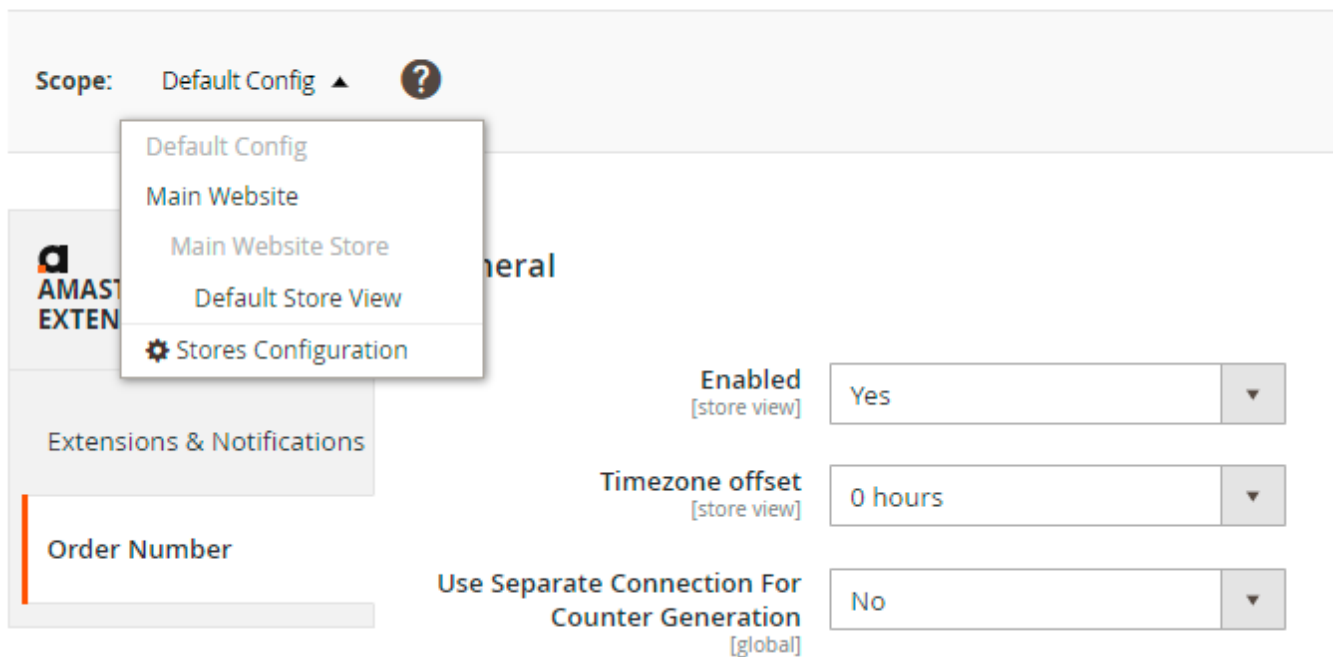 Scope: Default Config
Default Config
Main Website
Main Website Store
Default Store View
Stores Configuration
a
AMAST
EXTEN
Extensions & Notifications
Order Number
neral
Enabled
[store view]
Yes
Timezone offset
[store view]
0 hours
Use Separate Connection For
Counter Generation
[global]
No